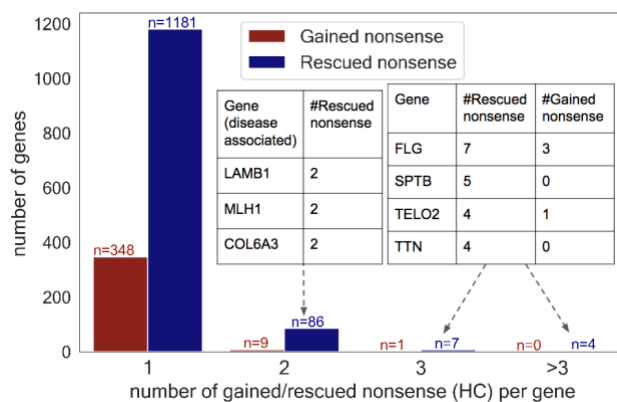 n=1181
1200
Gained nonsense
Rescued nonsense
1000
Gene (disease associated) #Rescued nonsense
LAMB1 2
MLH1 2
COL6A3 2
Gene #Rescued nonsense #Gained nonsense
FLG 7 3
SPTB 5 0
TELO2 4 1
TTN 4 0
800
600
400
200
0
number of genes
n=348
n=9
n=86
n=1
n=7
n=0
n=4
1 2 3 >3
number of gained/rescued nonsense (HC) per gene